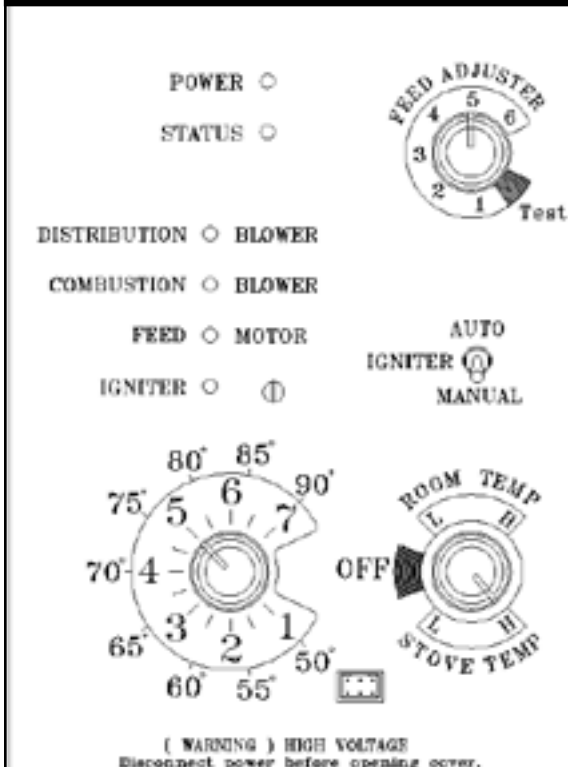 POWER
STATUS
FEED ADJUSTER
1 2 3 4 5 6
Test
DISTRIBUTION BLOWER
COMBUSTION BLOWER
FEED MOTOR
IGNITER
AUTO
IGNITER
MANUAL
50° 55° 60° 65° 70° 75° 80° 85° 90°
1 2 3 4 5 6 7
ROOM TEMP
L H
OFF
L H
STOVE TEMP
( WARNING ) HIGH VOLTAGE
Disconnect power before opening cover.